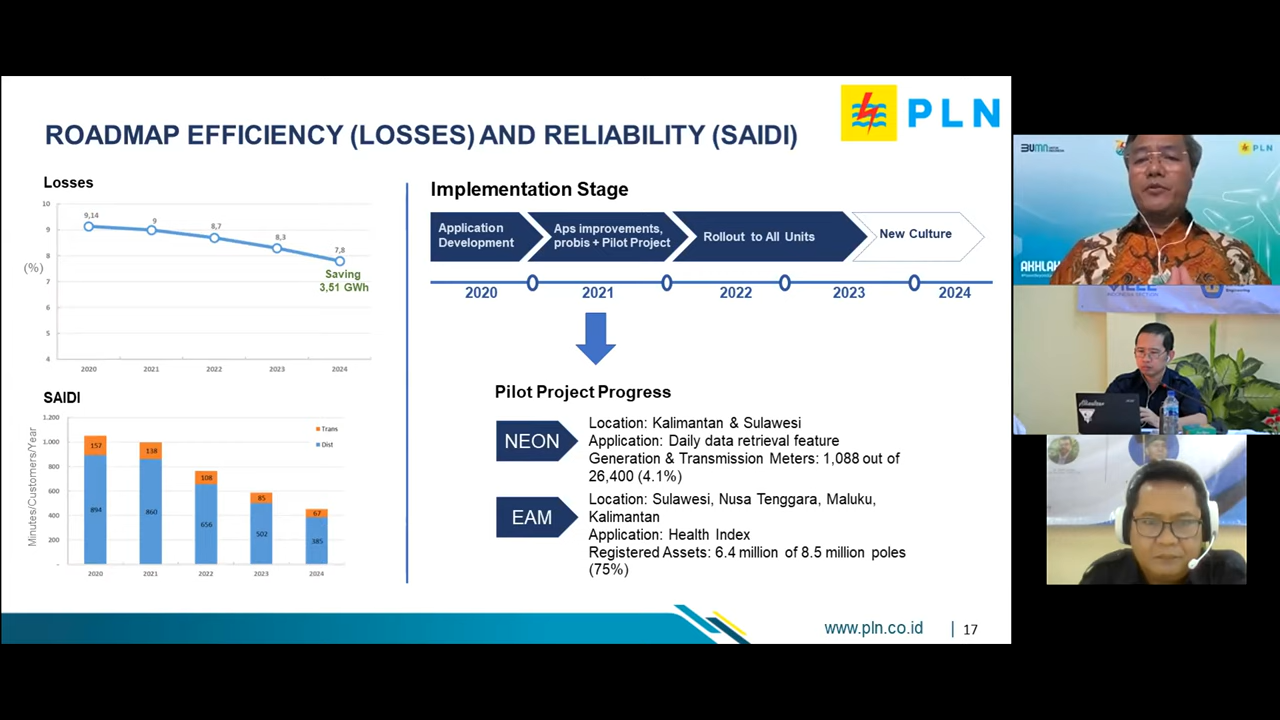 ROADMAP EFFICIENCY (LOSSES) AND RELIABILITY (SAIDI)
PLN
Losses
10
9
8
7
6
5
4
(%)
9,14
9
8,7
8,3
7,8
Saving
3,51 GWh
2020
2021
2022
2023
2024
SAIDI
Minutes/Customers/Year
1.200
1.000
800
600
400
200
-
157
138
108
85
67
894
860
656
502
385
Trans
Dist
2020
2021
2022
2023
2024
Implementation Stage
Application
Development
Aps improvements,
probis + Pilot Project
Rollout to All Units
New Culture
2020
2021
2022
2023
2024
Pilot Project Progress
NEON
Location: Kalimantan & Sulawesi
Application: Daily data retrieval feature
Generation & Transmission Meters: 1,088 out of
26,400 (4.1%)
EAM
Location: Sulawesi, Nusa Tenggara, Maluku,
Kalimantan
Application: Health Index
Registered Assets: 6.4 million of 8.5 million poles
(75%)
www.pln.co.id
| 17
BUMN
PLN
AKHLAK
INDONESIA SECTION
Engineering